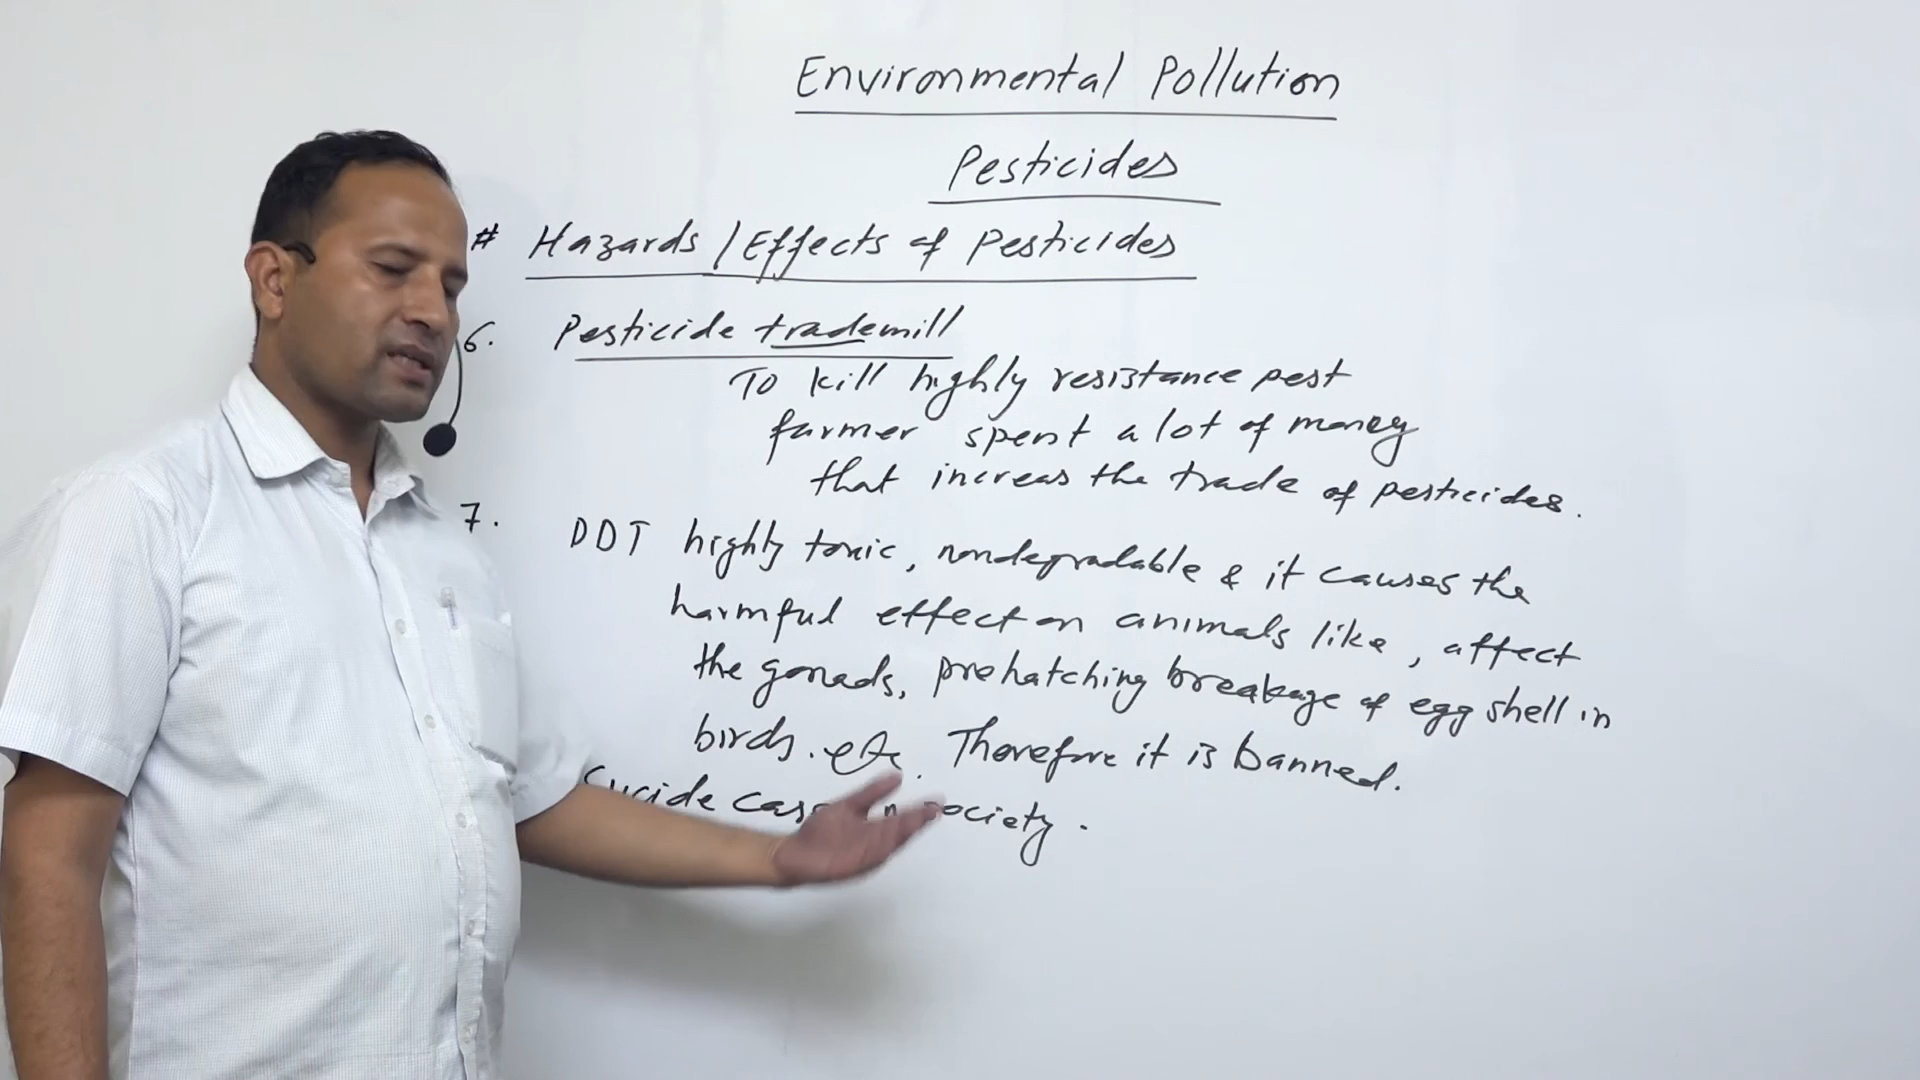 Environmental Pollution
Pesticides
# Hazards / Effects of Pesticides
6. Pesticide trademill
To kill highly resistance pest
farmer spent a lot of money
that increas the trade of pesticides.
7. DDT highly toxic, nondegradable & it causes the
harmful effect on animals like, affect
the gonads, prehatching breakage of egg shell in
birds. etc. Therefore it is banned.
society.